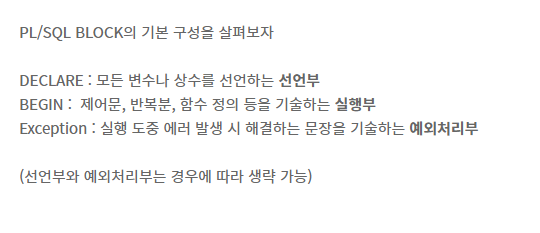 PL/SQL BLOCK의 기본 구성을 살펴보자
DECLARE : 모든 변수나 상수를 선언하는 선언부
BEGIN :  제어문, 반복분, 함수 정의 등을 기술하는 실행부
Exception : 실행 도중 에러 발생 시 해결하는 문장을 기술하는 예외처리부
(선언부와 예외처리부는 경우에 따라 생략 가능)